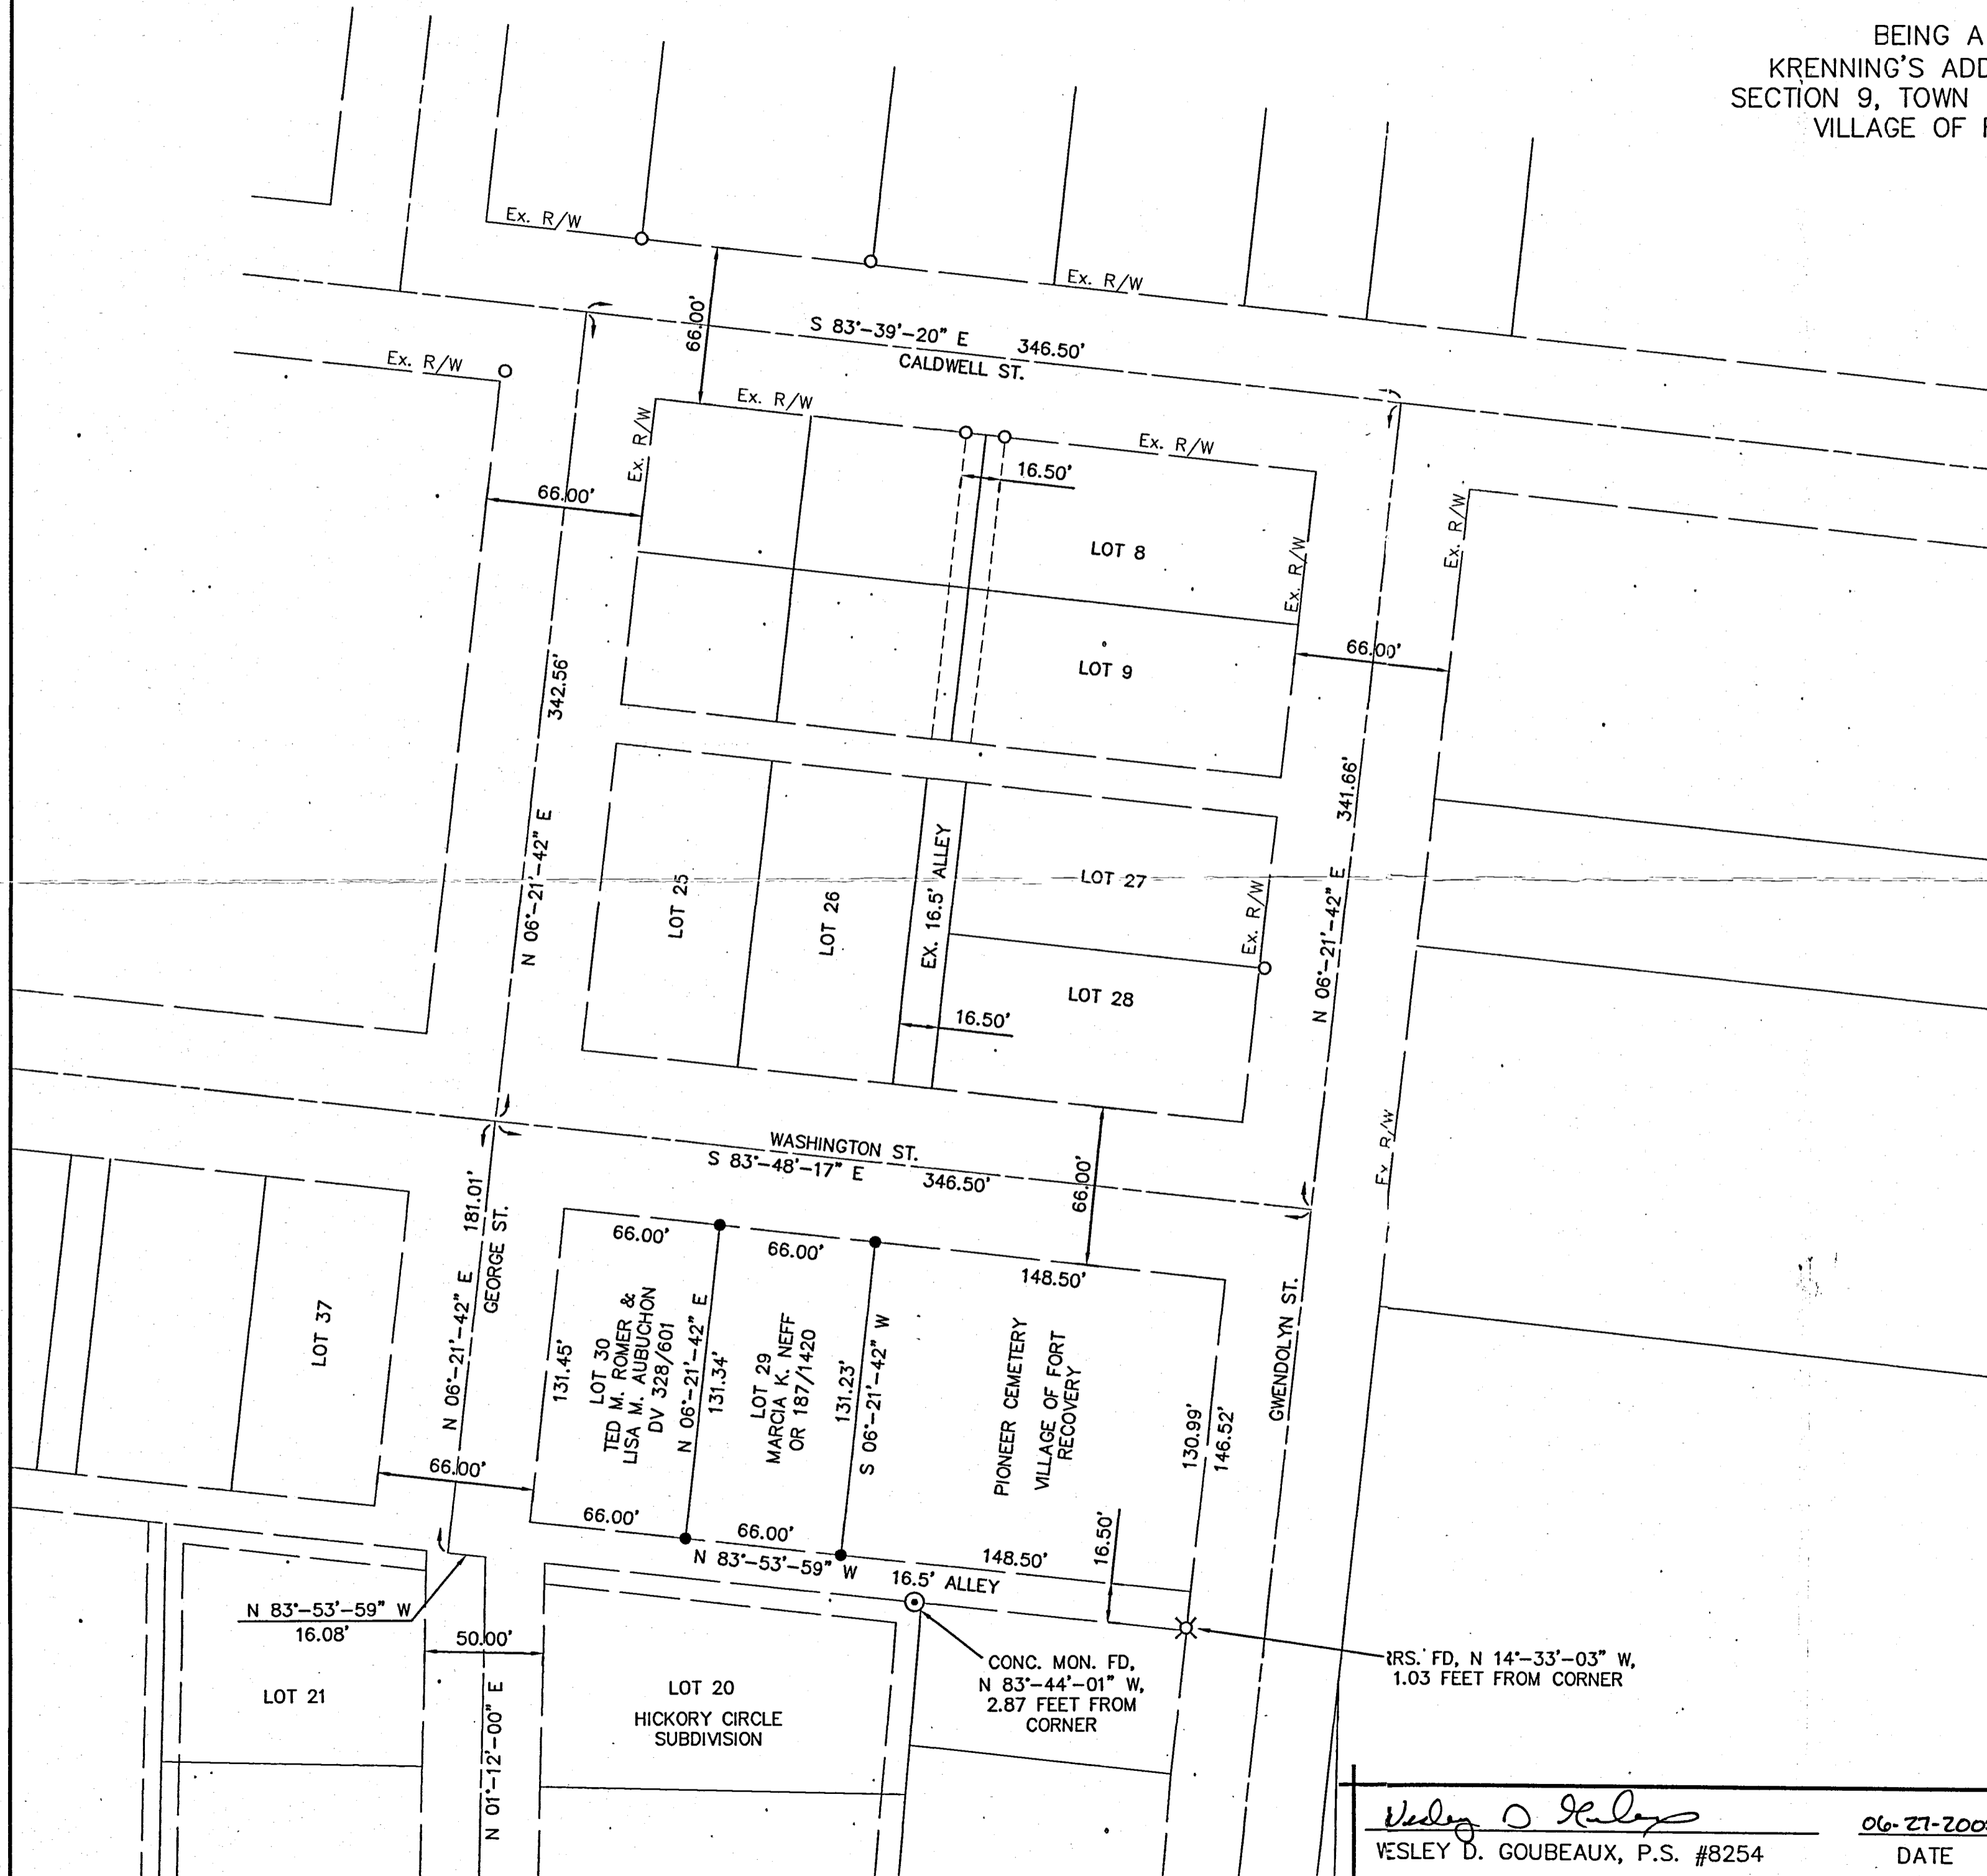 BEING A
KRENNING'S ADD
SECTION 9, TOWN
VILLAGE OF
Ex. R/W
Ex. R/W
66.00'
S 83°-39'-20" E 346.50'
CALDWELL ST.
Ex. R/W
Ex. R/W
Ex. R/W
Ex. R/W
16.50'
66.00'
LOT 8
Ex. R/W
Ex. R/W
66.00'
LOT 9
342.56'
N 06°-21'-42" E
341.66'
N 06°-21'-42" E
LOT 25
LOT 26
EX. 16.5' ALLEY
LOT 27
Ex. R/W
LOT 28
16.50'
Ex. R/W
WASHINGTON ST.
S 83°-48'-17" E 346.50'
66.00'
181.01'
N 06°-21'-42" E
GEORGE ST.
66.00'
66.00'
148.50'
LOT 37
131.45'
LOT 30
TED M. ROMER &
LISA M. AUBUCHON
DV 328/601
N 06°-21'-42" E
131.34'
LOT 29
MARCIA K. NEFF
OR 187/1420
131.23'
S 06°-21'-42" W
PIONEER CEMETERY
VILLAGE OF FORT
RECOVERY
130.99'
146.52'
GWENDOLYN ST.
66.00'
66.00'
66.00'
N 83°-53'-59" W
148.50'
16.50'
16.5' ALLEY
N 83°-53'-59" W
16.08'
50.00'
LOT 21
N 01°-12'-00" E
LOT 20
HICKORY CIRCLE
SUBDIVISION
CONC. MON. FD,
N 83°-44'-01" W,
2.87 FEET FROM
CORNER
RRS. FD, N 14°-33'-03" W,
1.03 FEET FROM CORNER
WESLEY D. GOUBEAUX, P.S. #8254
06-27-200
DATE